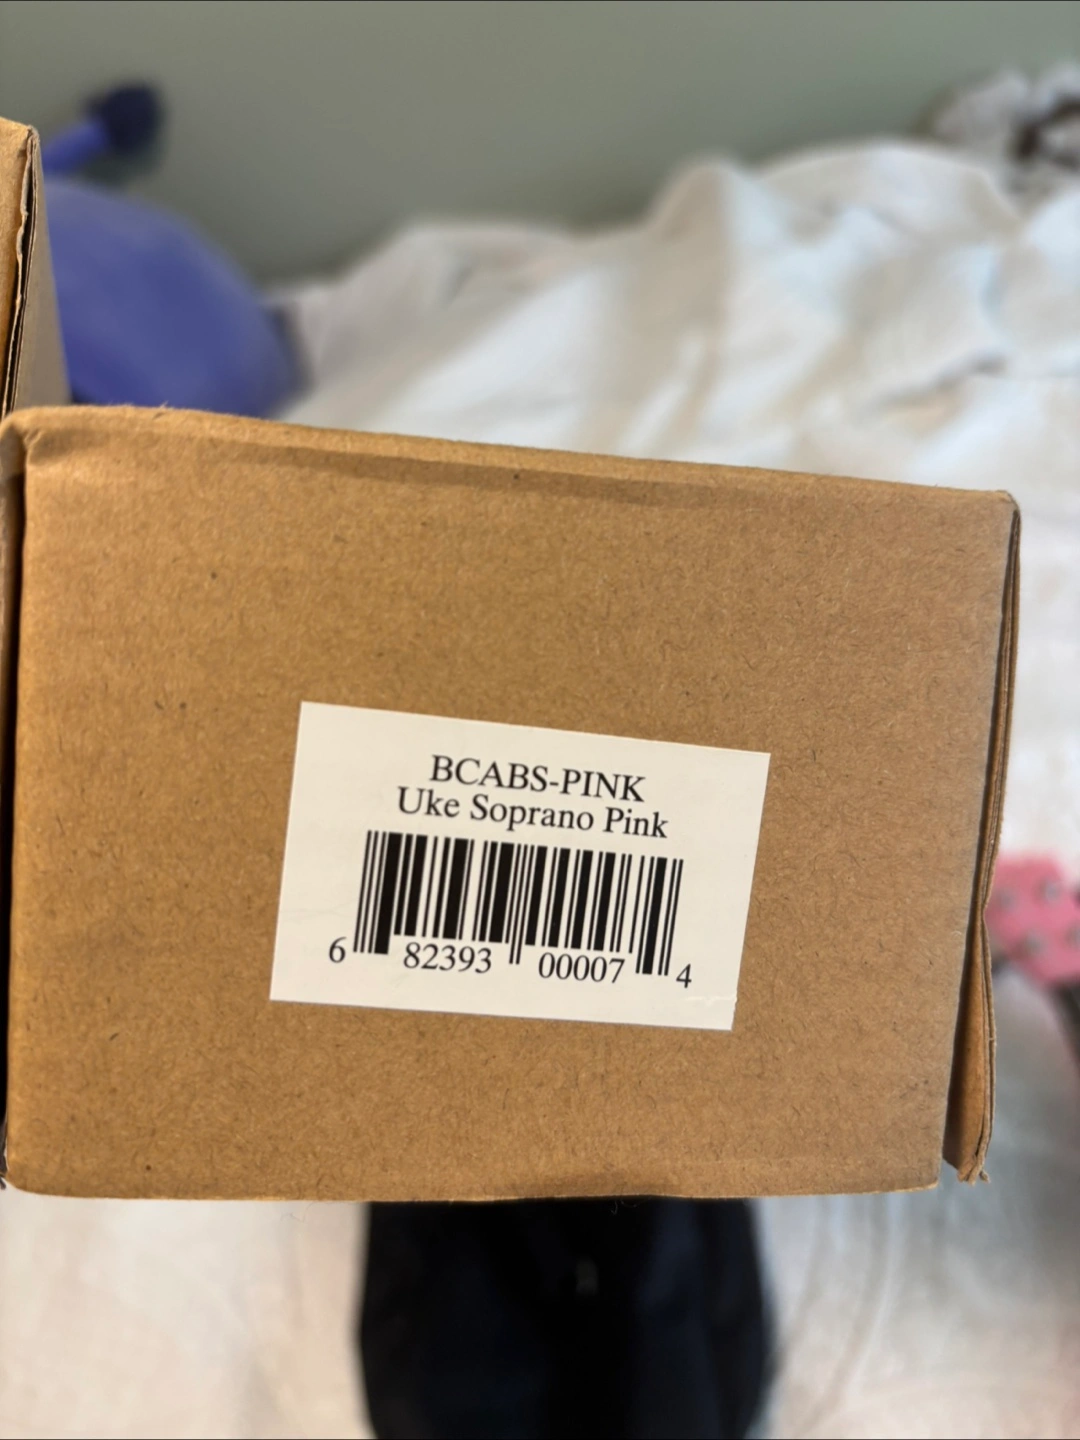 BCABS-PINK
Uke Soprano Pink
6 82393 00007 4